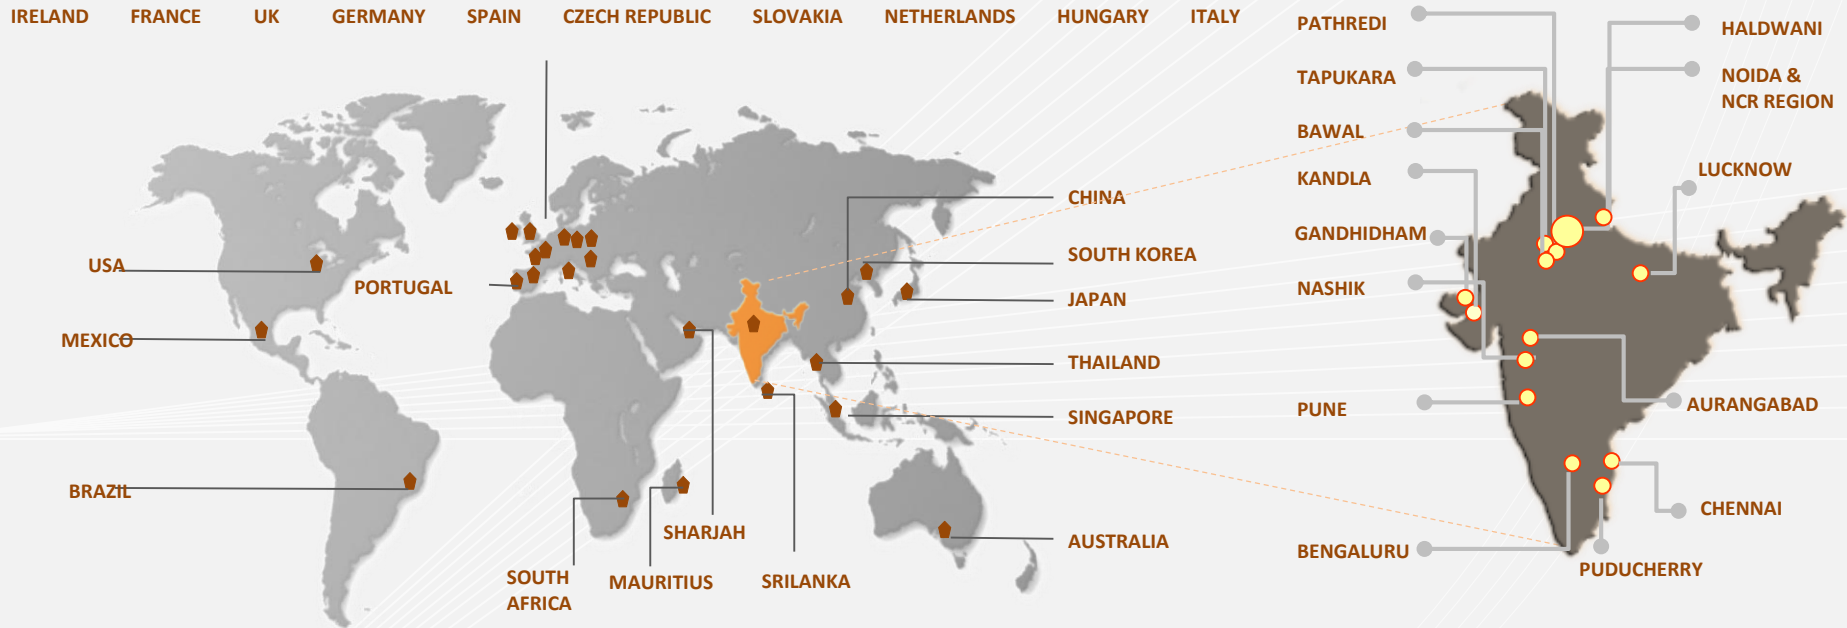 IRELAND FRANCE UK GERMANY SPAIN CZECH REPUBLIC SLOVAKIA NETHERLANDS HUNGARY ITALY
USA
MEXICO
BRAZIL
PORTUGAL
SOUTH
AFRICA
MAURITIUS
SHARJAH
SRILANKA
CHINA
SOUTH KOREA
JAPAN
THAILAND
SINGAPORE
AUSTRALIA
PATHREDI
TAPUKARA
BAWAL
KANDLA
GANDHIDHAM
NASHIK
PUNE
BENGALURU
HALDWANI
NOIDA &
NCR REGION
LUCKNOW
AURANGABAD
CHENNAI
PUDUCHERRY